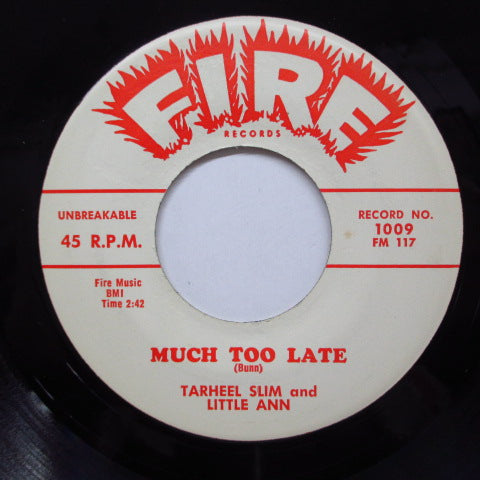 FIRE
RECORDS
UNBREAKABLE
45 R.P.M.
RECORD NO.
1009
FM 117
Fire Music
BMI
Time 2:42
MUCH TOO LATE
(Bunn)
TARHEEL SLIM and
LITTLE ANN